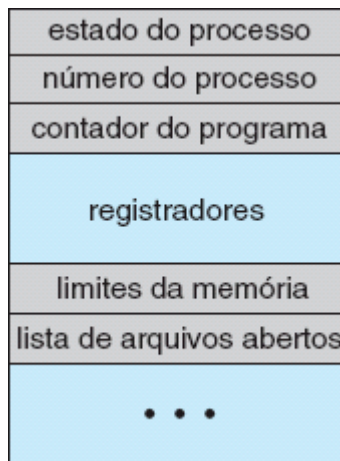 estado do processo
número do processo
contador do programa
registradores
limites da memória
lista de arquivos abertos
• • •